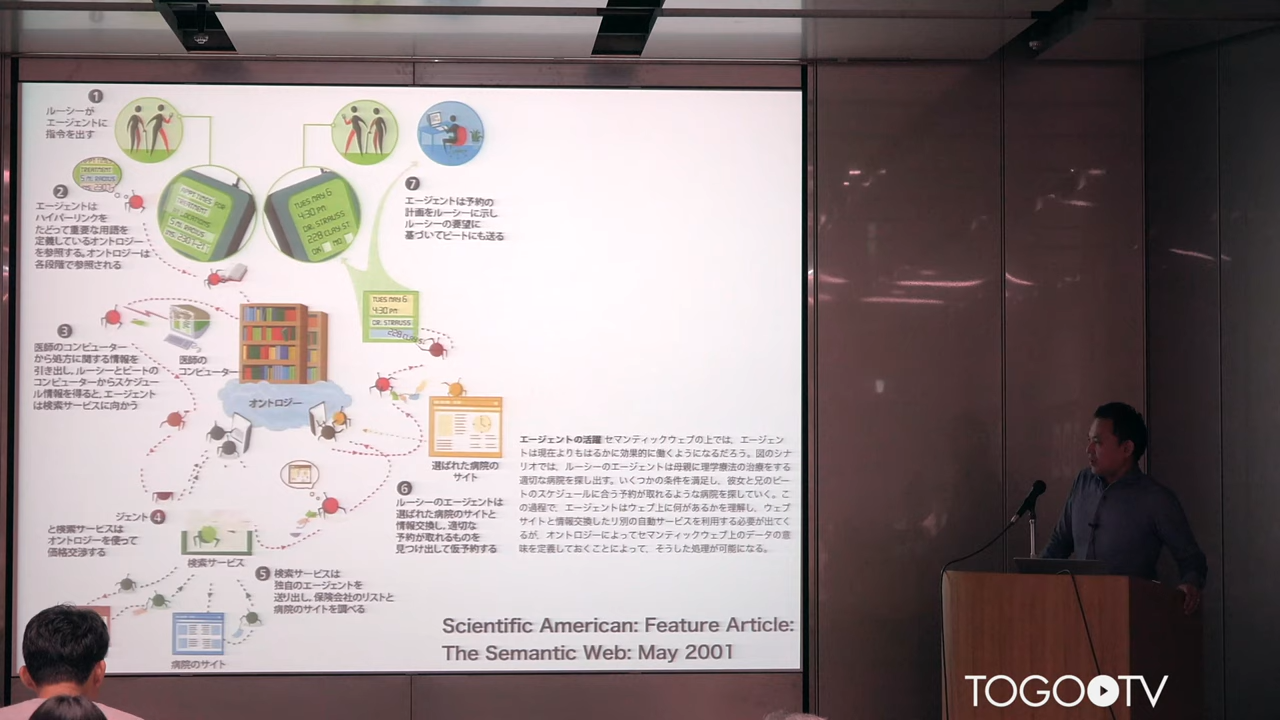 1
ルーシーが
エージェントに
指令を出す
TREATMENT:
5 MI. RADIUS
2
エージェントは
ハイパーリンクを
たどって重要な用語を
定義しているオントロジー
を参照する。オントロジーは
各段階で参照される
TREATMENT:
5 MI. RADIUS
TUES MAY 6
4:30 PM
DR. STRAUSS
228 CLAY ST
OK
NO
7
エージェントは予約の
計画をルーシーに示し
ルーシーの要望に
基づいてピートにも送る
TUES MAY 6
4:30 PM
DR. STRAUSS
3
医師のコンピューター
から処方に関する情報を
引き出し, ルーシーとピートの
コンピューターからスケジュー
ル情報を得ると, エージェント
は検索サービスに向かう
医師の
コンピューター
オントロジー
選ばれた病院の
サイト
ジェント 4
と検索サービスは
オントロジーを使って
価格交渉する
検索サービス
5 検索サービスは
独自のエージェントを
送り出し, 保険会社のリストと
病院のサイトを調べる
病院のサイト
6
ルーシーのエージェントは
選ばれた病院のサイトと
情報交換し, 適切な
予約が取れるものを
見つけ出して仮予約する
エージェントの活躍 セマンティックウェブの上では、エージェン
トは現在よりもはるかに効果的に働くようになるだろう。図のシナ
リオでは、ルーシーのエージェントは母親に理学療法の治療をする
適切な病院を探し出す。いくつかの条件を満足し、彼女と兄のピー
トのスケジュールに合う予約が取れるような病院を探していく。こ
の過程で、エージェントはウェブ上に何があるかを理解し、ウェブ
サイトと情報交換したり別の自動サービスを利用する必要が出てく
るが、オントロジーによってセマンティックウェブ上のデータの意
味を定義しておくことによって、そうした処理が可能になる。
Scientific American: Feature Article:
The Semantic Web: May 2001
TOGO TV